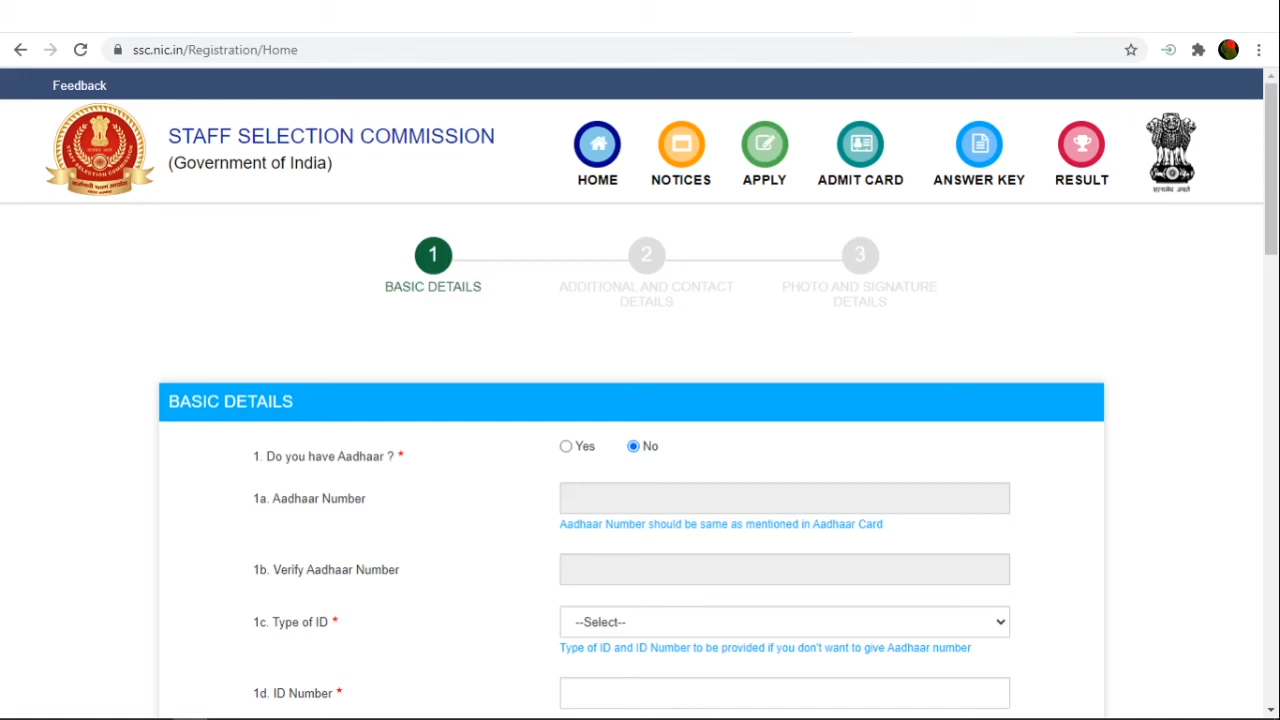 ssc.nic.in/Registration/Home
Feedback
STAFF SELECTION COMMISSION
(Government of India)
HOME
NOTICES
APPLY
ADMIT CARD
ANSWER KEY
RESULT
सत्यमेव जयते
1
2
3
BASIC DETAILS
ADDITIONAL AND CONTACT
DETAILS
PHOTO AND SIGNATURE
DETAILS
BASIC DETAILS
1. Do you have Aadhaar ? *
Yes
No
1a. Aadhaar Number
Aadhaar Number should be same as mentioned in Aadhaar Card
1b. Verify Aadhaar Number
1c. Type of ID *
--Select--
Type of ID and ID Number to be provided if you don't want to give Aadhaar number
1d. ID Number *